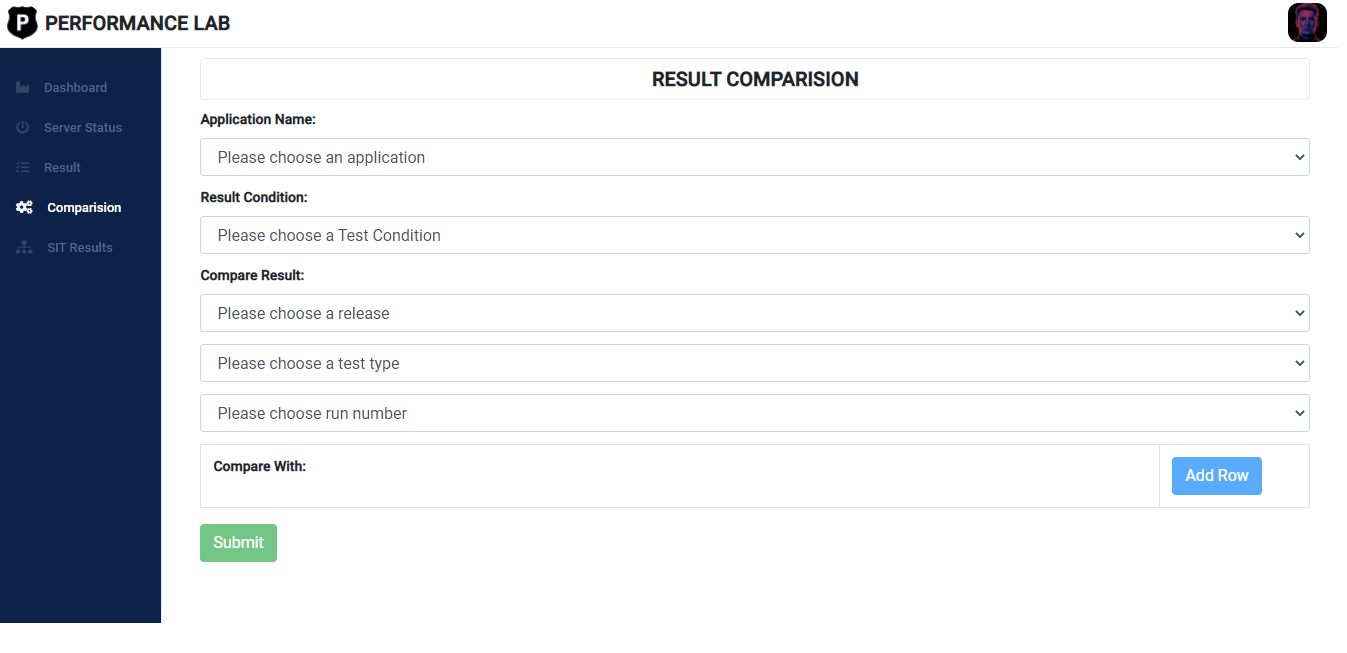 P PERFORMANCE LAB
Dashboard
Server Status
Result
Comparision
SIT Results
RESULT COMPARISION
Application Name:
Please choose an application
Result Condition:
Please choose a Test Condition
Compare Result:
Please choose a release
Please choose a test type
Please choose run number
Compare With:
Add Row
Submit